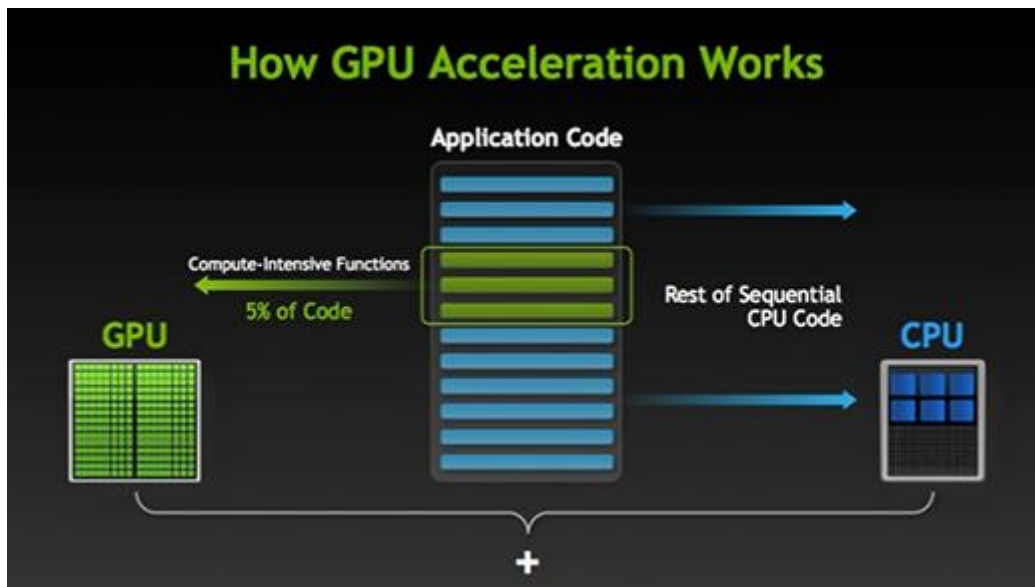 How GPU Acceleration Works
Application Code
Compute-Intensive Functions
5% of Code
Rest of Sequential
CPU Code
GPU
CPU
+